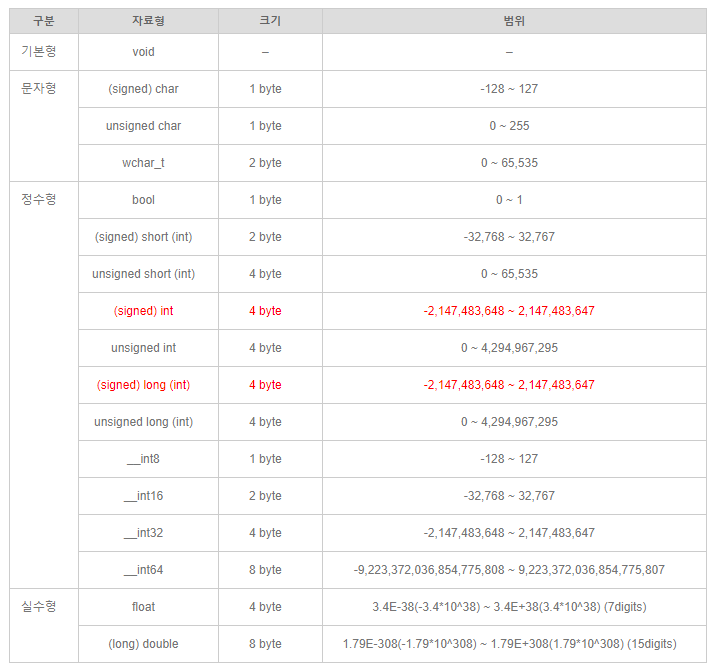 구분 자료형 크기 범위
기본형 void – –
문자형 (signed) char 1 byte -128 ~ 127
unsigned char 1 byte 0 ~ 255
wchar_t 2 byte 0 ~ 65,535
정수형 bool 1 byte 0 ~ 1
(signed) short (int) 2 byte -32,768 ~ 32,767
unsigned short (int) 4 byte 0 ~ 65,535
(signed) int 4 byte -2,147,483,648 ~ 2,147,483,647
unsigned int 4 byte 0 ~ 4,294,967,295
(signed) long (int) 4 byte -2,147,483,648 ~ 2,147,483,647
unsigned long (int) 4 byte 0 ~ 4,294,967,295
__int8 1 byte -128 ~ 127
__int16 2 byte -32,768 ~ 32,767
__int32 4 byte -2,147,483,648 ~ 2,147,483,647
__int64 8 byte -9,223,372,036,854,775,808 ~ 9,223,372,036,854,775,807
실수형 float 4 byte 3.4E-38(-3.4*10^38) ~ 3.4E+38(3.4*10^38) (7digits)
(long) double 8 byte 1.79E-308(-1.79*10^308) ~ 1.79E+308(1.79*10^308) (15digits)